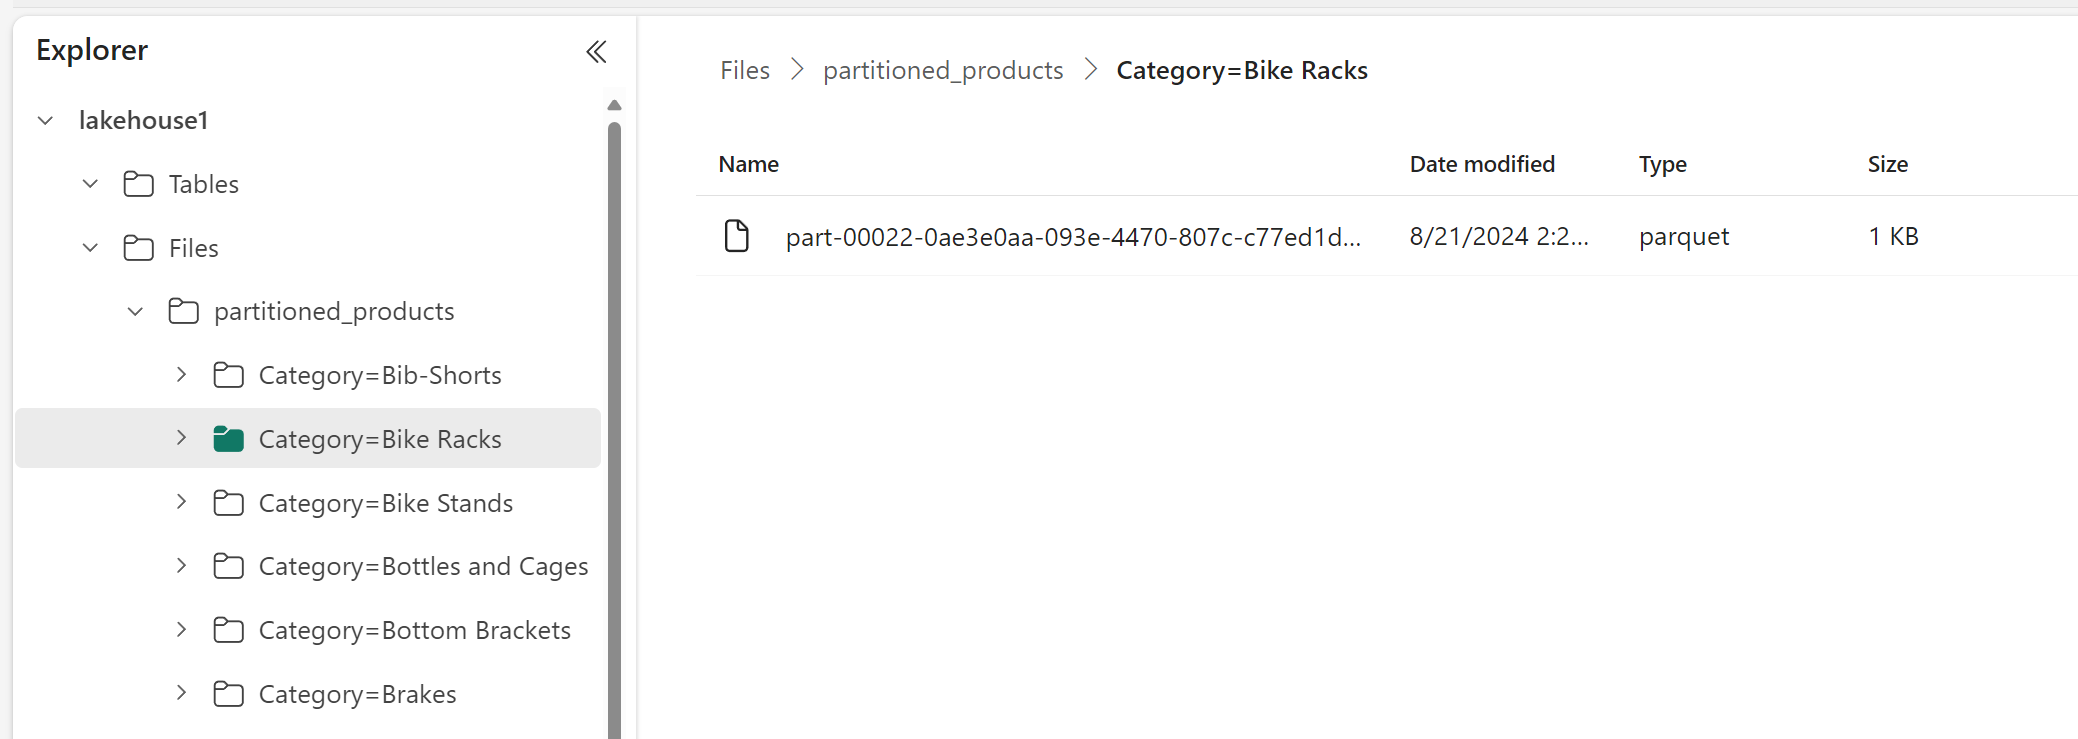 Explorer
lakehouse1
Tables
Files
partitioned_products
Category=Bib-Shorts
Category=Bike Racks
Category=Bike Stands
Category=Bottles and Cages
Category=Bottom Brackets
Category=Brakes
Files > partitioned_products > Category=Bike Racks
Name Date modified Type Size
part-00022-0ae3e0aa-093e-4470-807c-c77ed1d... 8/21/2024 2:2... parquet 1 KB